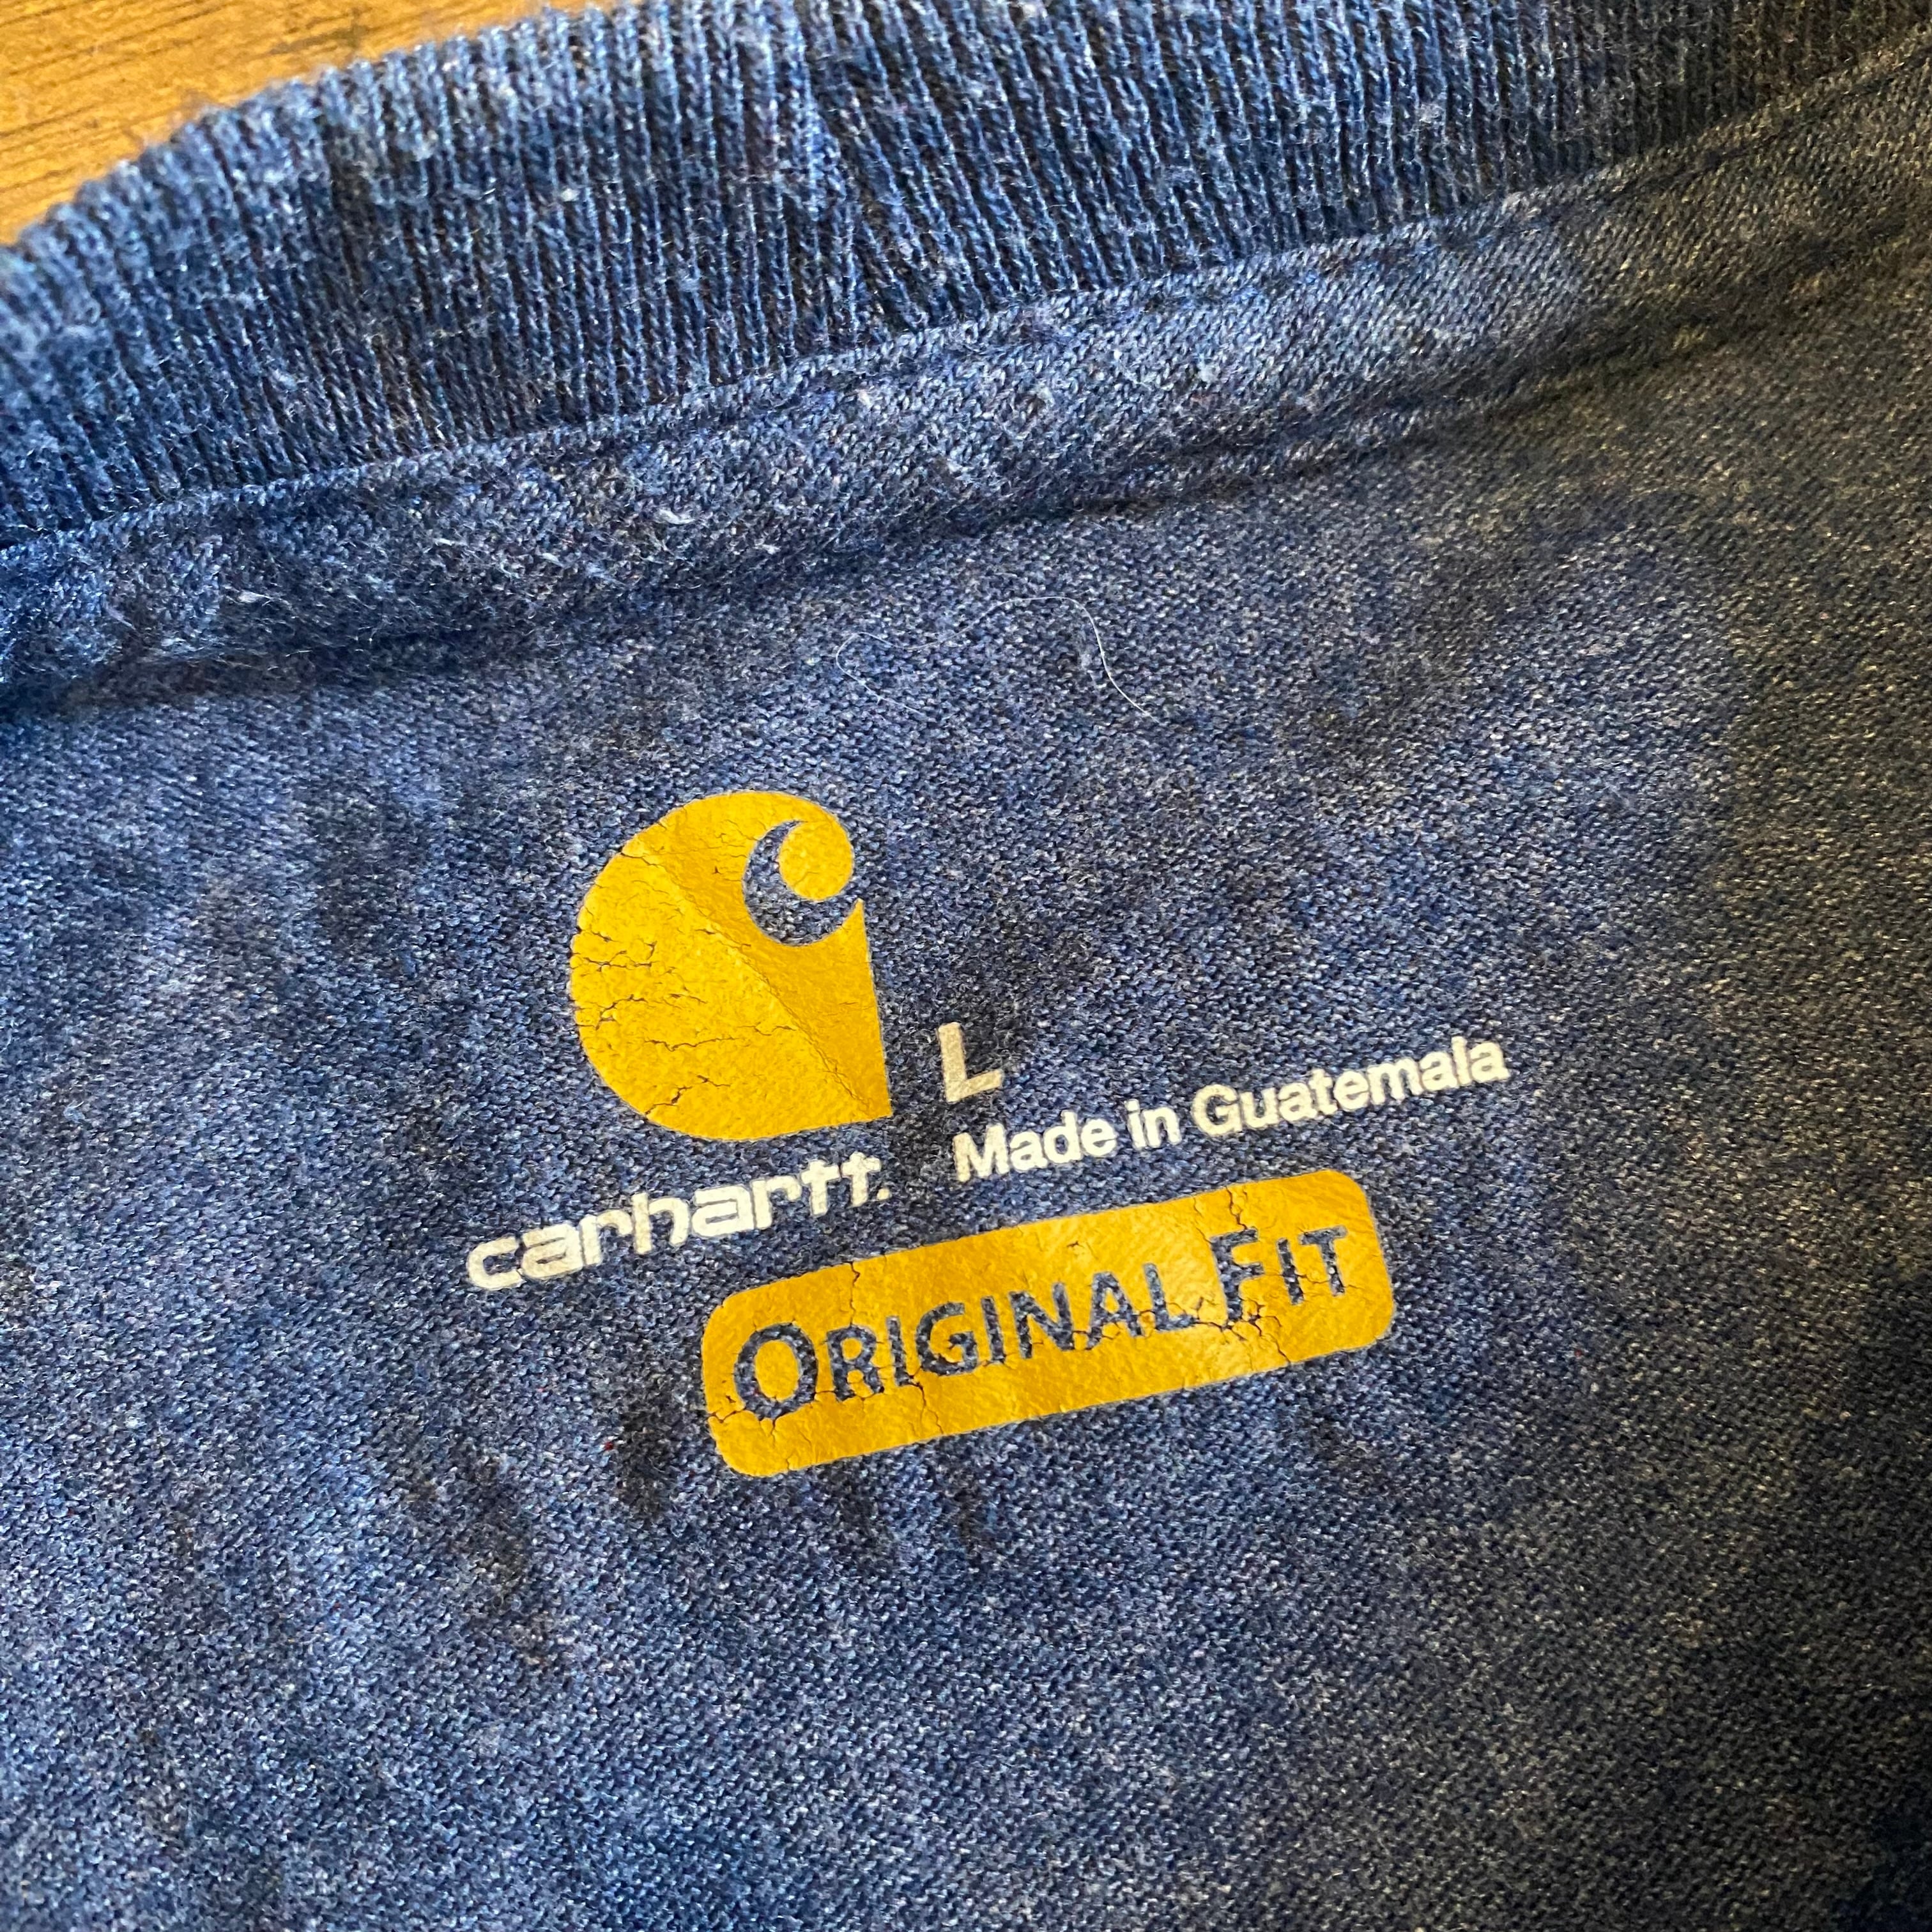 L
Made in Guatemala
carhartt.
ORIGINAL FIT